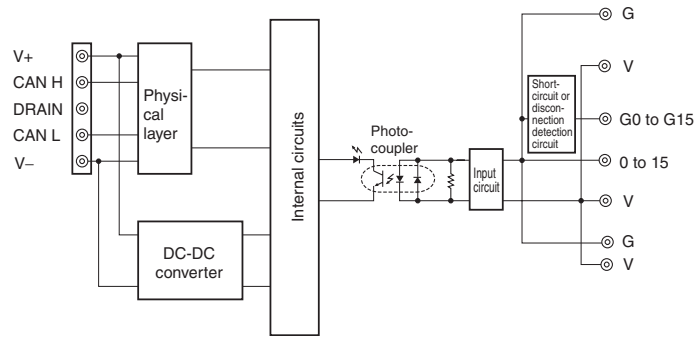 V+
CAN H
DRAIN
CAN L
V−
Physi-
cal
layer
DC-DC
converter
Internal circuits
Photo-
coupler
Input
circuit
Short-
circuit or
discon-
nection
detection
circuit
G
V
G0 to G15
0 to 15
V
G
V